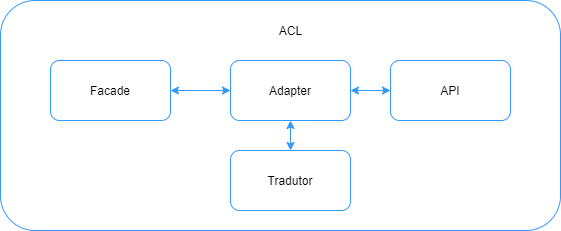 ACL
Facade
Adapter
API
Tradutor